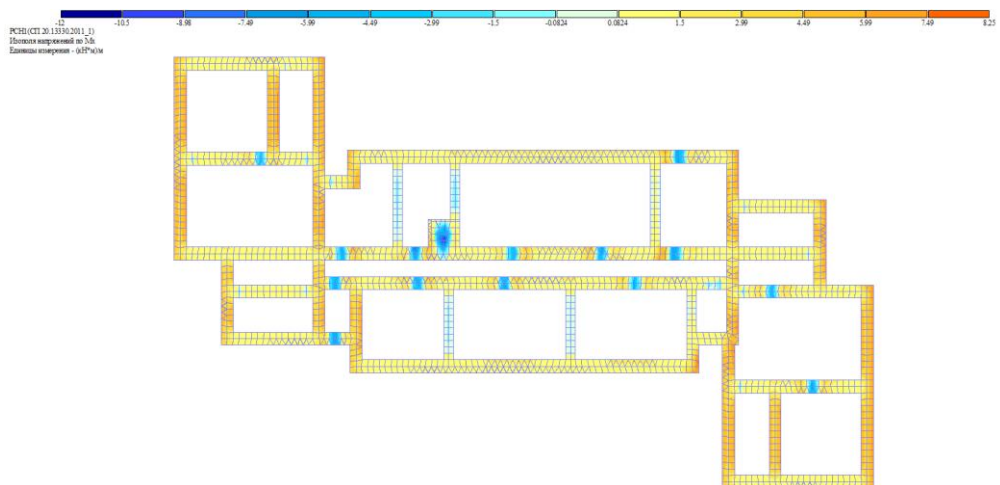 -12 -10.5 -8.98 -7.49 -5.99 -4.49 -2.99 -1.5 -0.0824 0.0824 1.5 2.99 4.49 5.99 7.49 8.25
РСН1(СП 20.13330.2011_1)
Изополя напряжений по Mx
Единицы измерения - (кН*м)/м